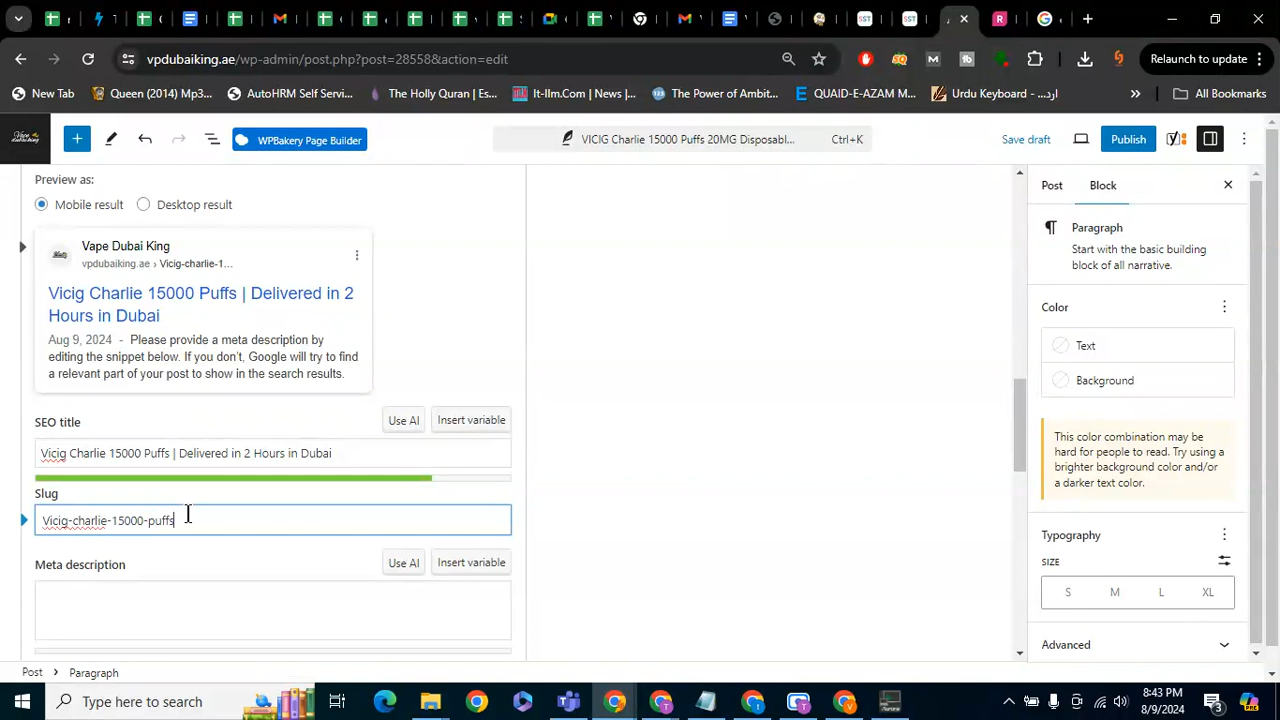 vpdubaiking.ae/wp-admin/post.php?post=28558&action=edit
Relaunch to update
New Tab
Queen (2014) Mp3...
AutoHRM Self Servi...
The Holly Quran | Es...
It-Ilm.Com | News |...
The Power of Ambit...
QUAID-E-AZAM M...
Urdu Keyboard - اردو...
»
All Bookmarks
WPBakery Page Builder
VICIG Charlie 15000 Puffs 20MG Disposabl...
Ctrl+K
Save draft
Publish
Preview as:
Mobile result
Desktop result
Vape Dubai King
vpdubaiking.ae › Vicig-charlie-1...
Vicig Charlie 15000 Puffs | Delivered in 2
Hours in Dubai
Aug 9, 2024 - Please provide a meta description by
editing the snippet below. If you don't, Google will try to find
a relevant part of your post to show in the search results.
SEO title
Use AI
Insert variable
Vicig Charlie 15000 Puffs | Delivered in 2 Hours in Dubai
Slug
Vicig-charlie-15000-puffs
Meta description
Use AI
Insert variable
Post
Block
Paragraph
Start with the basic building
block of all narrative.
Color
Text
Background
This color combination may be
hard for people to read. Try using a
brighter background color and/or
a darker text color.
Typography
SIZE
S
M
L
XL
Advanced
Post
Paragraph
Type here to search
8:43 PM
8/9/2024
3